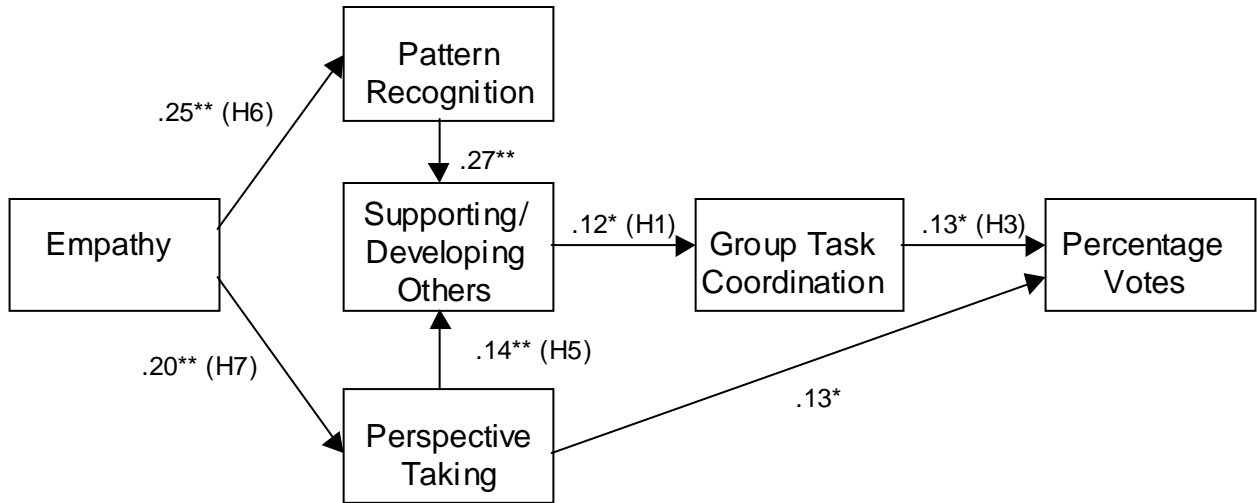 Pattern
Recognition
.25** (H6)
.27**
Empathy
Supporting/
Developing
Others
.12* (H1)
Group Task
Coordination
.13* (H3)
Percentage
Votes
.20** (H7)
.14** (H5)
.13*
Perspective
Taking